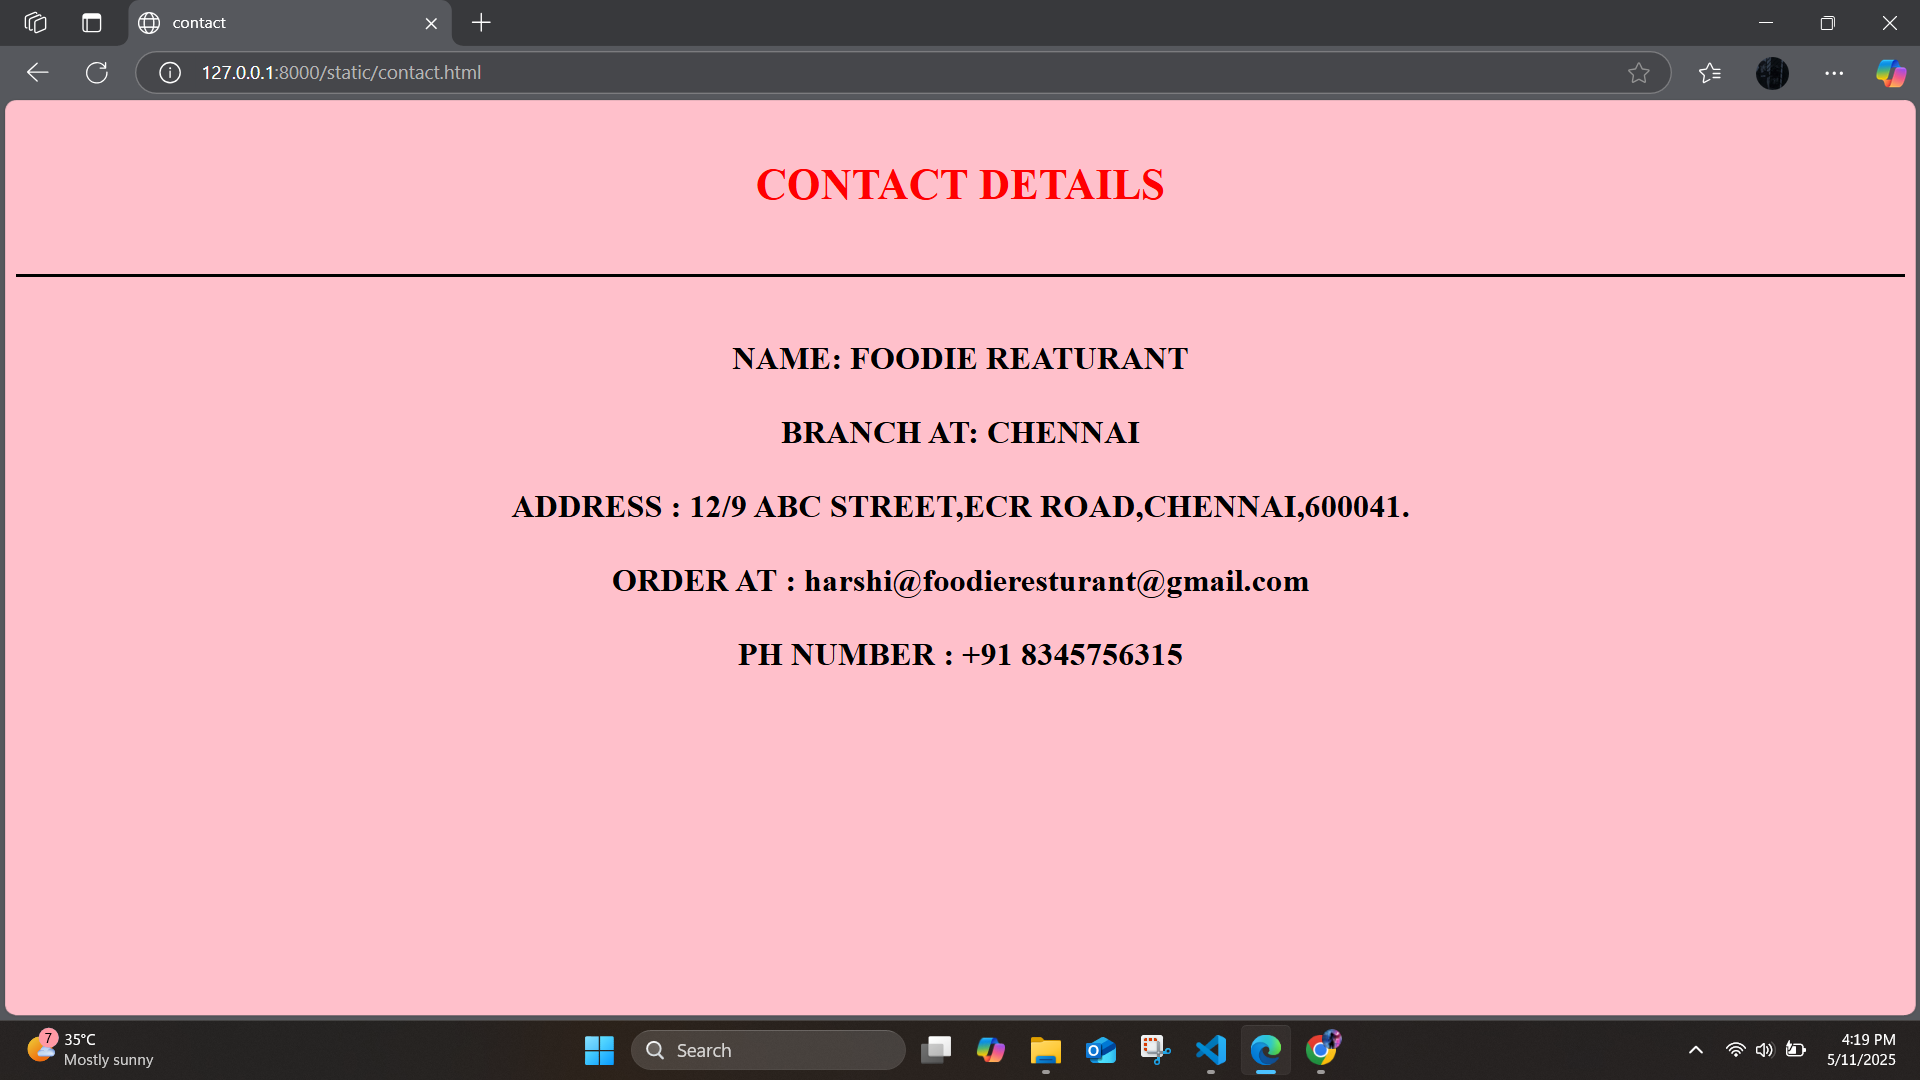 contact
127.0.0.1:8000/static/contact.html
CONTACT DETAILS
NAME: FOODIE REATURANT
BRANCH AT: CHENNAI
ADDRESS : 12/9 ABC STREET,ECR ROAD,CHENNAI,600041.
ORDER AT : harshi@foodieresturant@gmail.com
PH NUMBER : +91 8345756315
7
35°C
Mostly sunny
Search
4:19 PM
5/11/2025